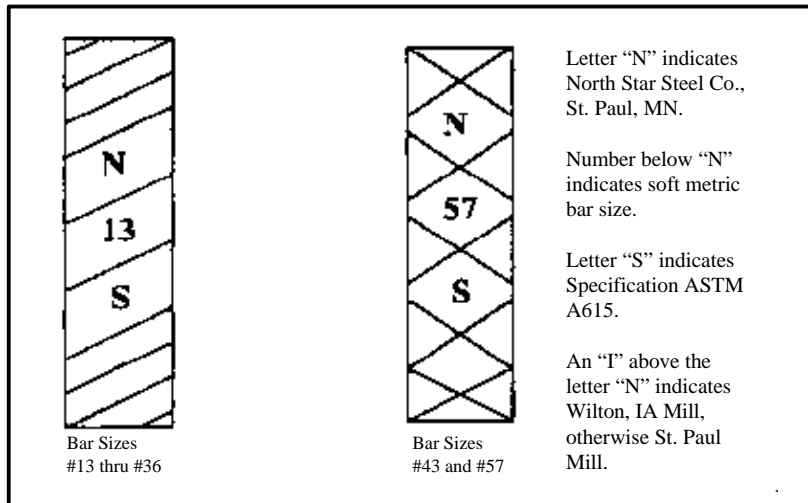 N
13
S
Bar Sizes
#13 thru #36
N
57
S
Bar Sizes
#43 and #57
Letter “N” indicates
North Star Steel Co.,
St. Paul, MN.
Number below “N”
indicates soft metric
bar size.
Letter “S” indicates
Specification ASTM
A615.
An “I” above the
letter “N” indicates
Wilton, IA Mill,
otherwise St. Paul
Mill.